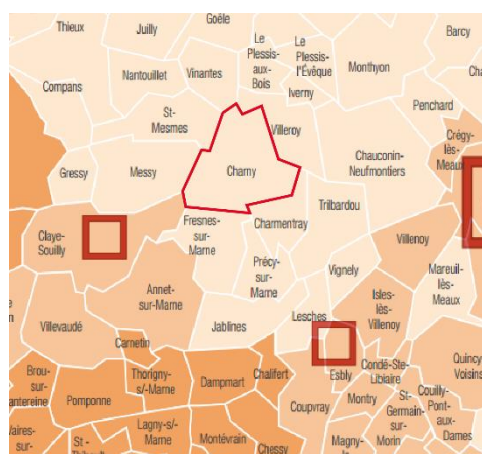 Thieux
Juilly
Goële
Le
Plessis-
aux-
Bois
Le
Plessis-
l'Évêque
Barcy
Compans
Nantouillet
Vinantes
Iverny
Monthyon
St-
Mesmes
Villeroy
Penchard
Crégy-
lès-
Meaux
Gressy
Messy
Charny
Chauconin-
Neufmontiers
Trilbardou
Claye-
Souilly
Fresnes-
sur-
Marne
Charmentray
Villenoy
Précy-
sur-
Marne
Vignely
Mareuil-
lès-
Meaux
Annet-
sur-Marne
Isles-
lès-
Villenoy
Villevaudé
Jablines
Lesches
Carnetin
Esbly
Condé-Ste-
Libiaire
Quincy
Voisins
Brou-
sur-
antereine
Pomponne
Thorigny-
s/-Marne
Dampmart
Chalifert
Coupvray
Montry
St-
Germain-
sur-
Morin
Couilly-
Pont-
aux-
Dames
Vaires-
sur-
St -
Lagny-s/-
Marne
Montévrain
Chessy
Magny-